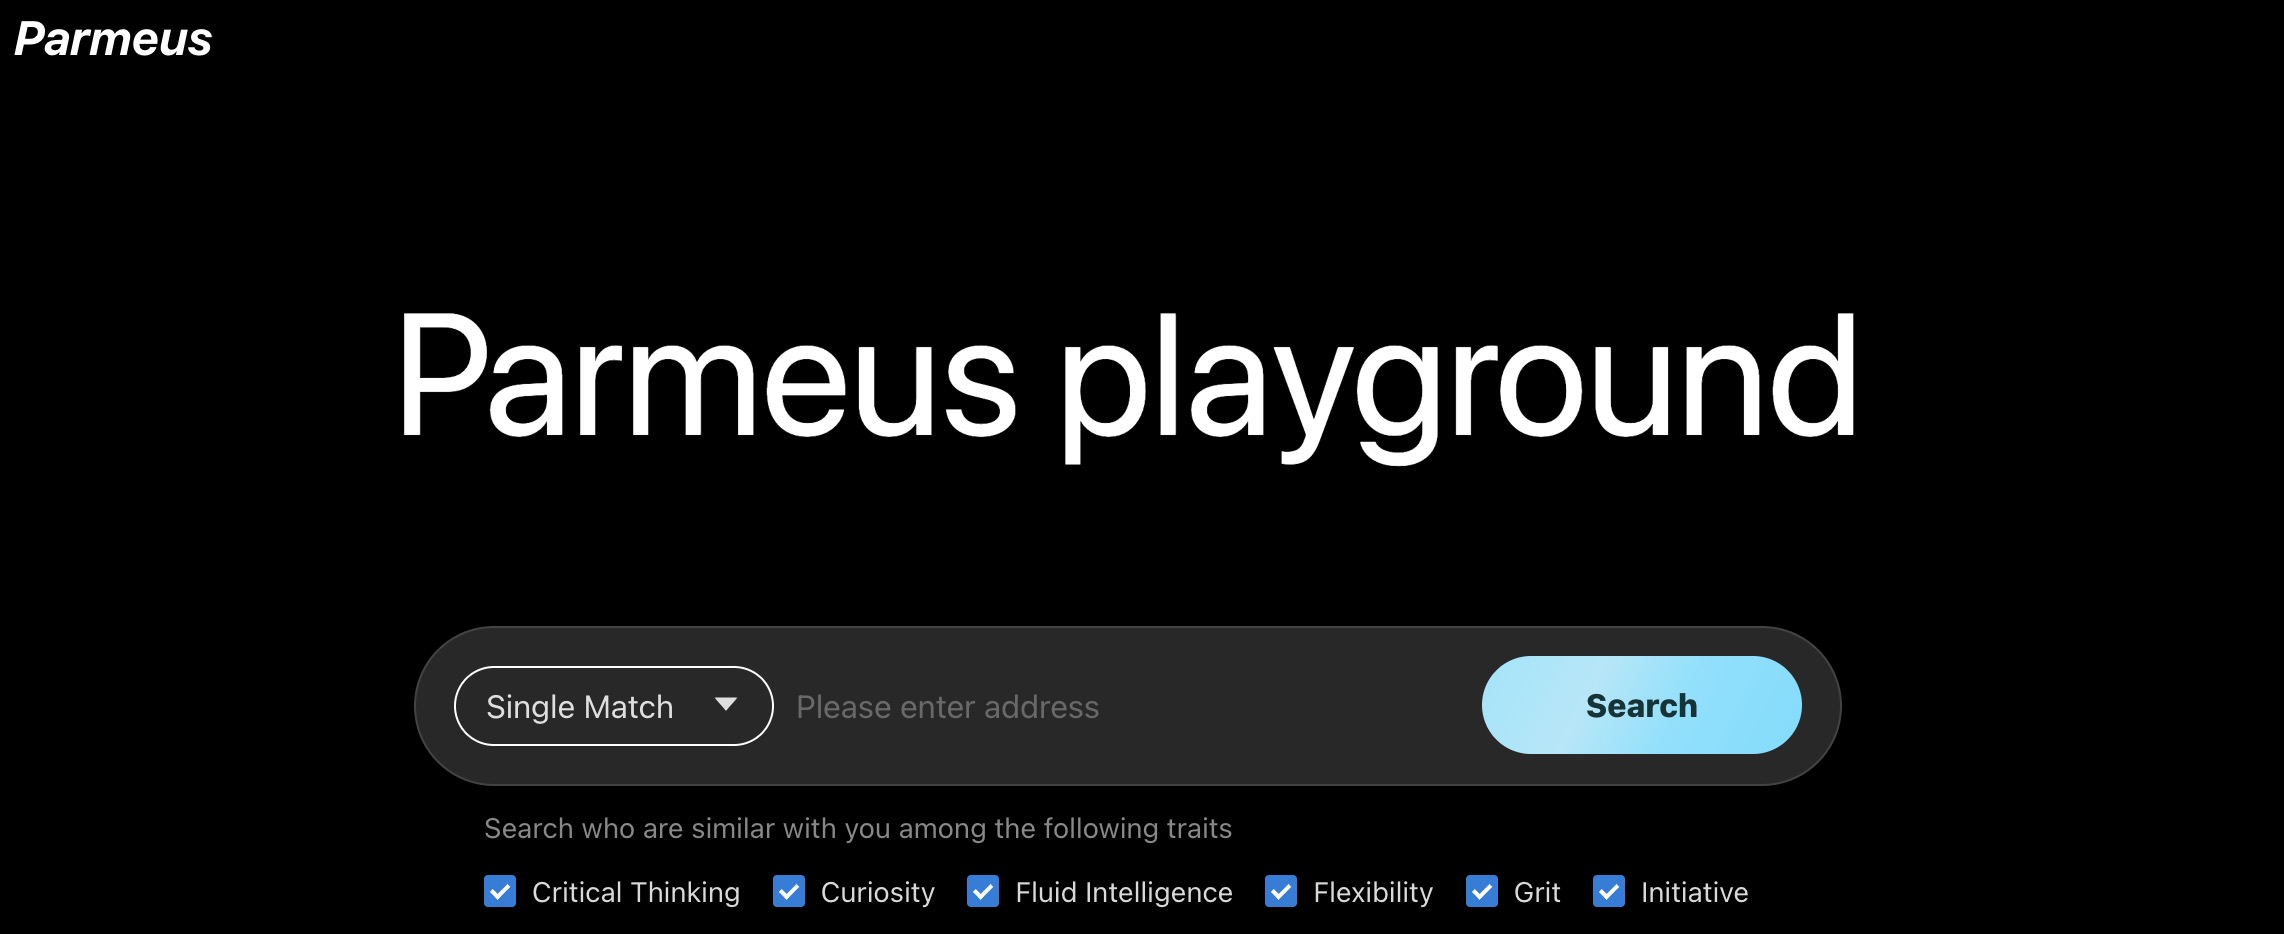 Parmeus
Parmeus playground
Single Match Please enter address Search
Search who are similar with you among the following traits
Critical Thinking Curiosity Fluid Intelligence Flexibility Grit Initiative